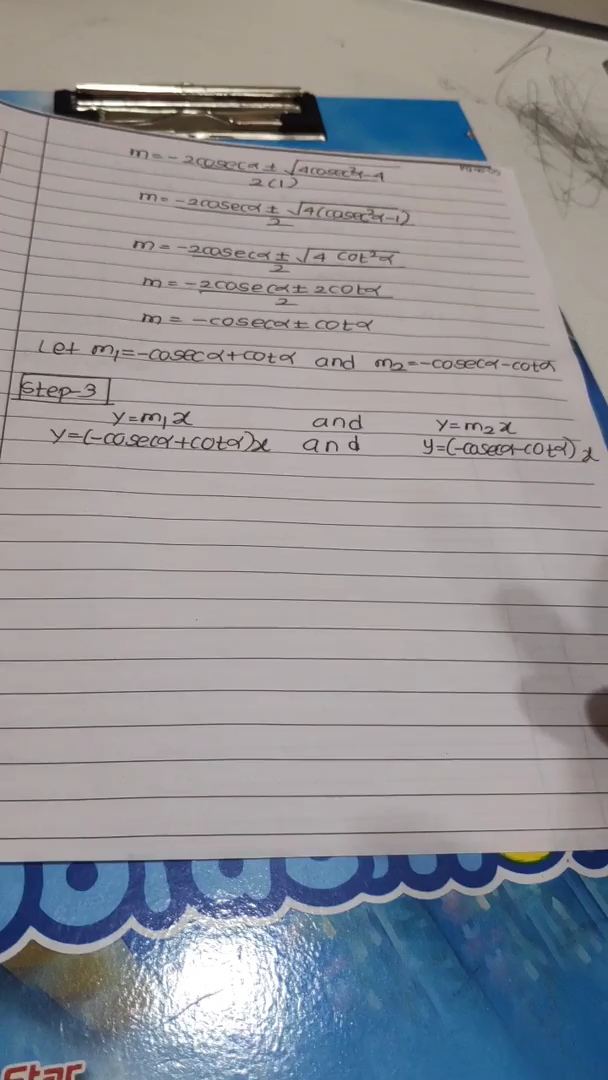 m = -2cosecα ± √4cosec²α-4
2(1)
m = -2cosecα ± √4(cosec²α-1)
2
m = -2cosecα ± √4 cot²α
2
m = -2cosecα ± 2cotα
2
m = -cosecα ± cotα
Let m₁=-cosecα+cotα and m₂=-cosecα-cotα
Step-3
y=m₁x and y=m₂x
y=(-cosecα+cotα)x and y=(-cosecα-cotα)x
Star